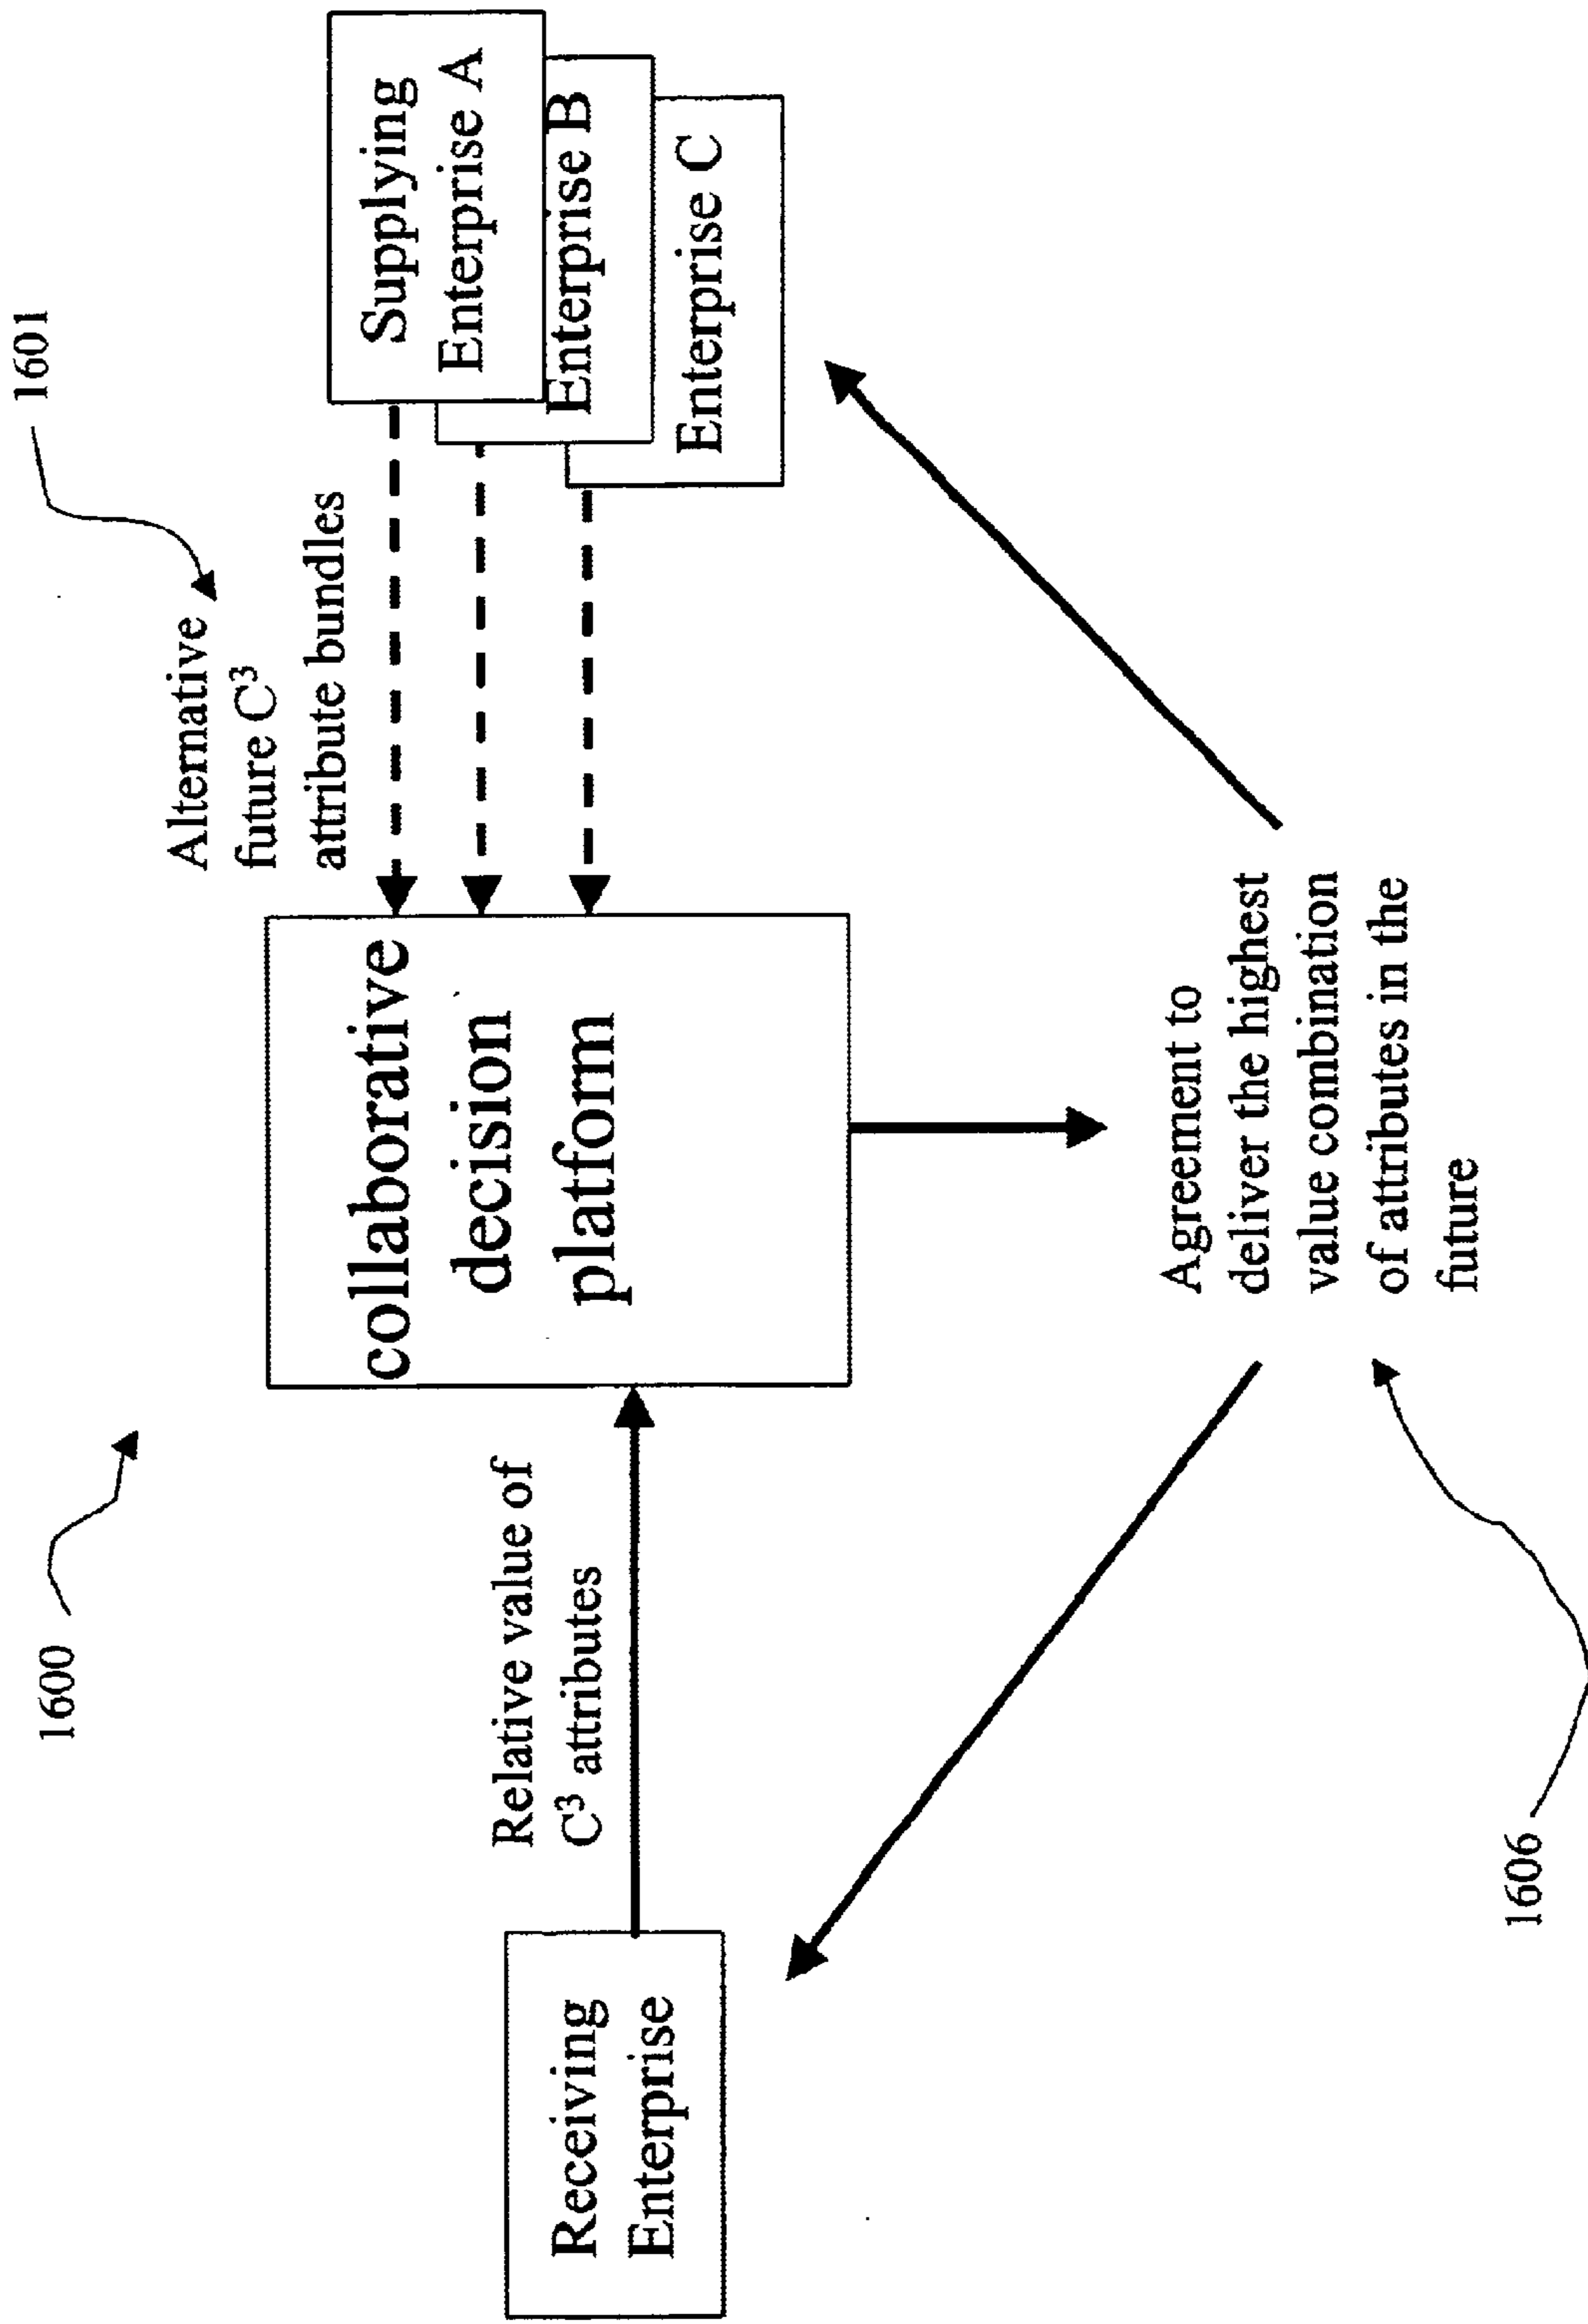 1600
1601
Alternative
future C³
attribute bundles
Relative value of
C³ attributes
Receiving
Enterprise
collaborative
decision
platform
Supplying
Enterprise A
Enterprise B
Enterprise C
Agreement to
deliver the highest
value combination
of attributes in the
future
1606